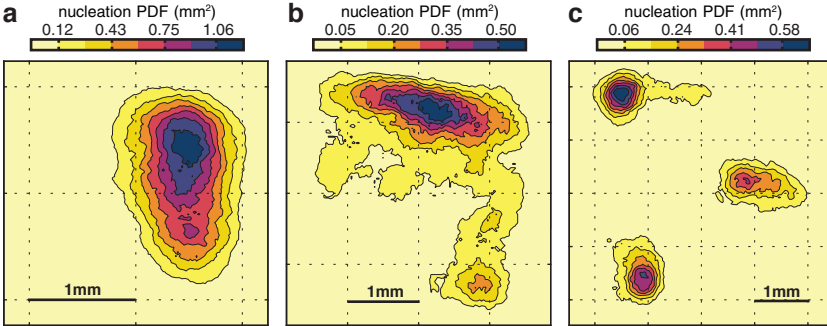 a nucleation PDF (mm²)
0.12 0.43 0.75 1.06
1mm
b nucleation PDF (mm²)
0.05 0.20 0.35 0.50
1mm
c nucleation PDF (mm²)
0.06 0.24 0.41 0.58
1mm